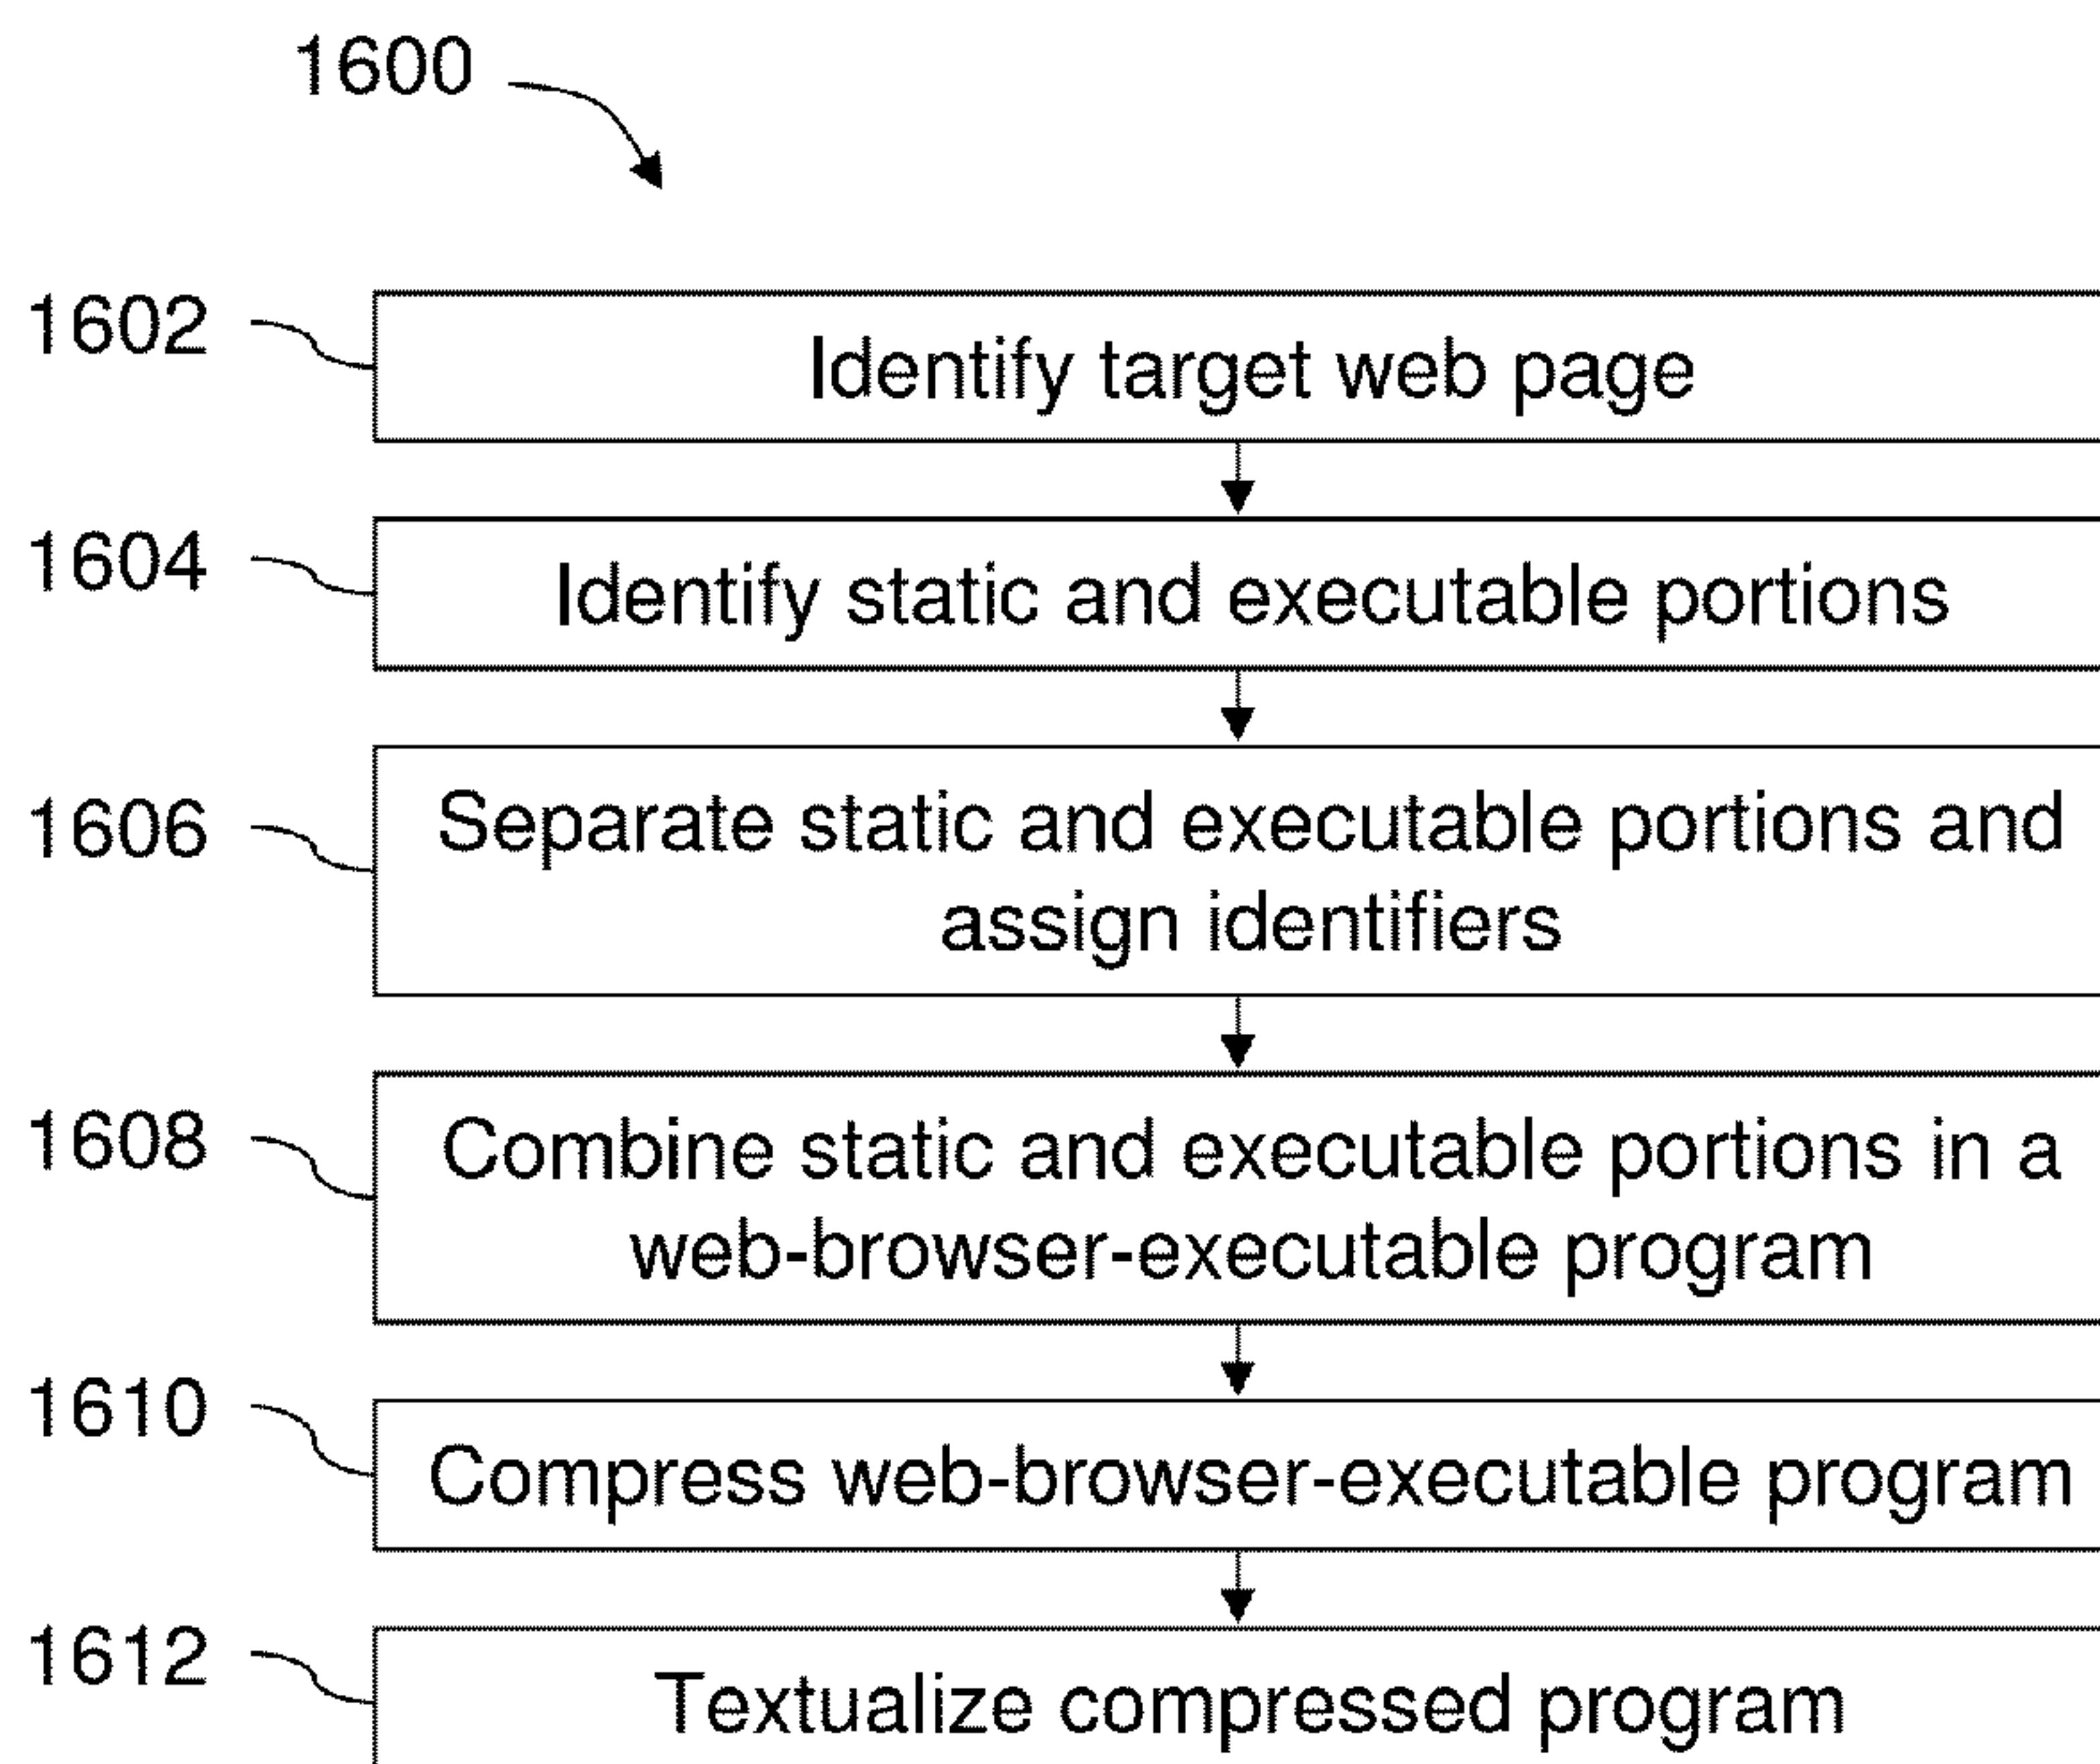 1600
1602
Identify target web page
1604
Identify static and executable portions
1606
Separate static and executable portions and
assign identifiers
1608
Combine static and executable portions in a
web-browser-executable program
1610
Compress web-browser-executable program
1612
Textualize compressed program